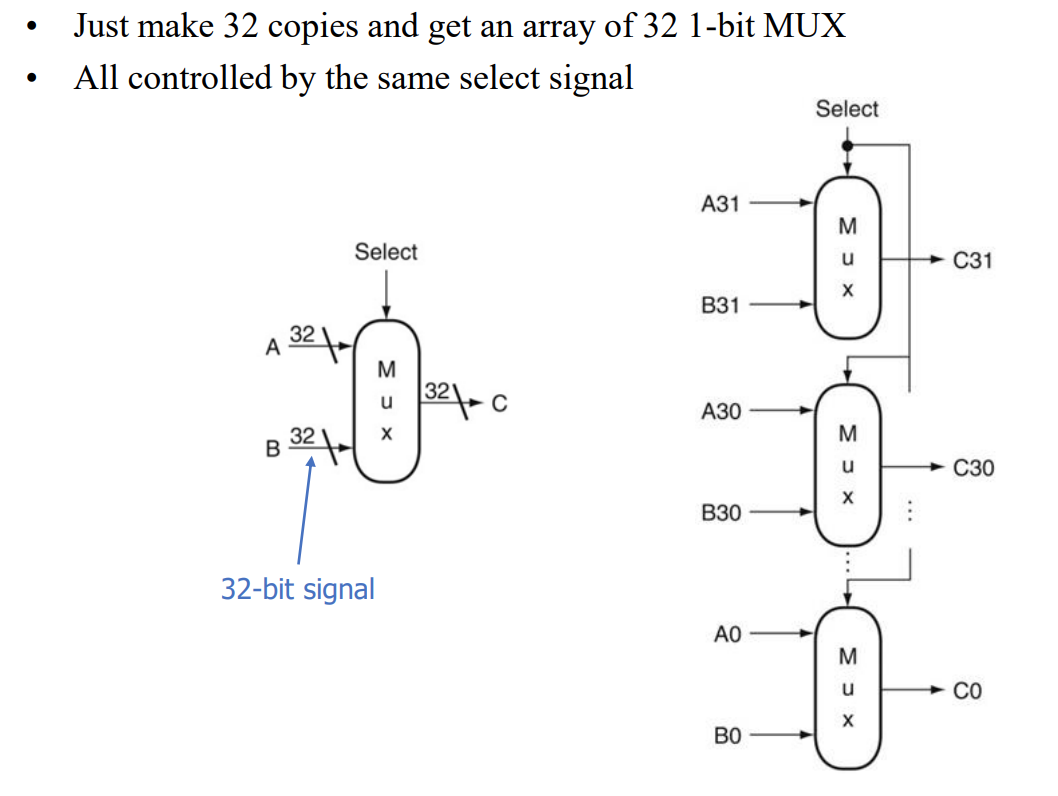 • Just make 32 copies and get an array of 32 1-bit MUX
• All controlled by the same select signal
Select
A 32
B 32
M
u
x
32 C
32-bit signal
Select
A31
B31
M
u
x
C31
A30
B30
M
u
x
C30
⋮
⋮
A0
B0
M
u
x
C0